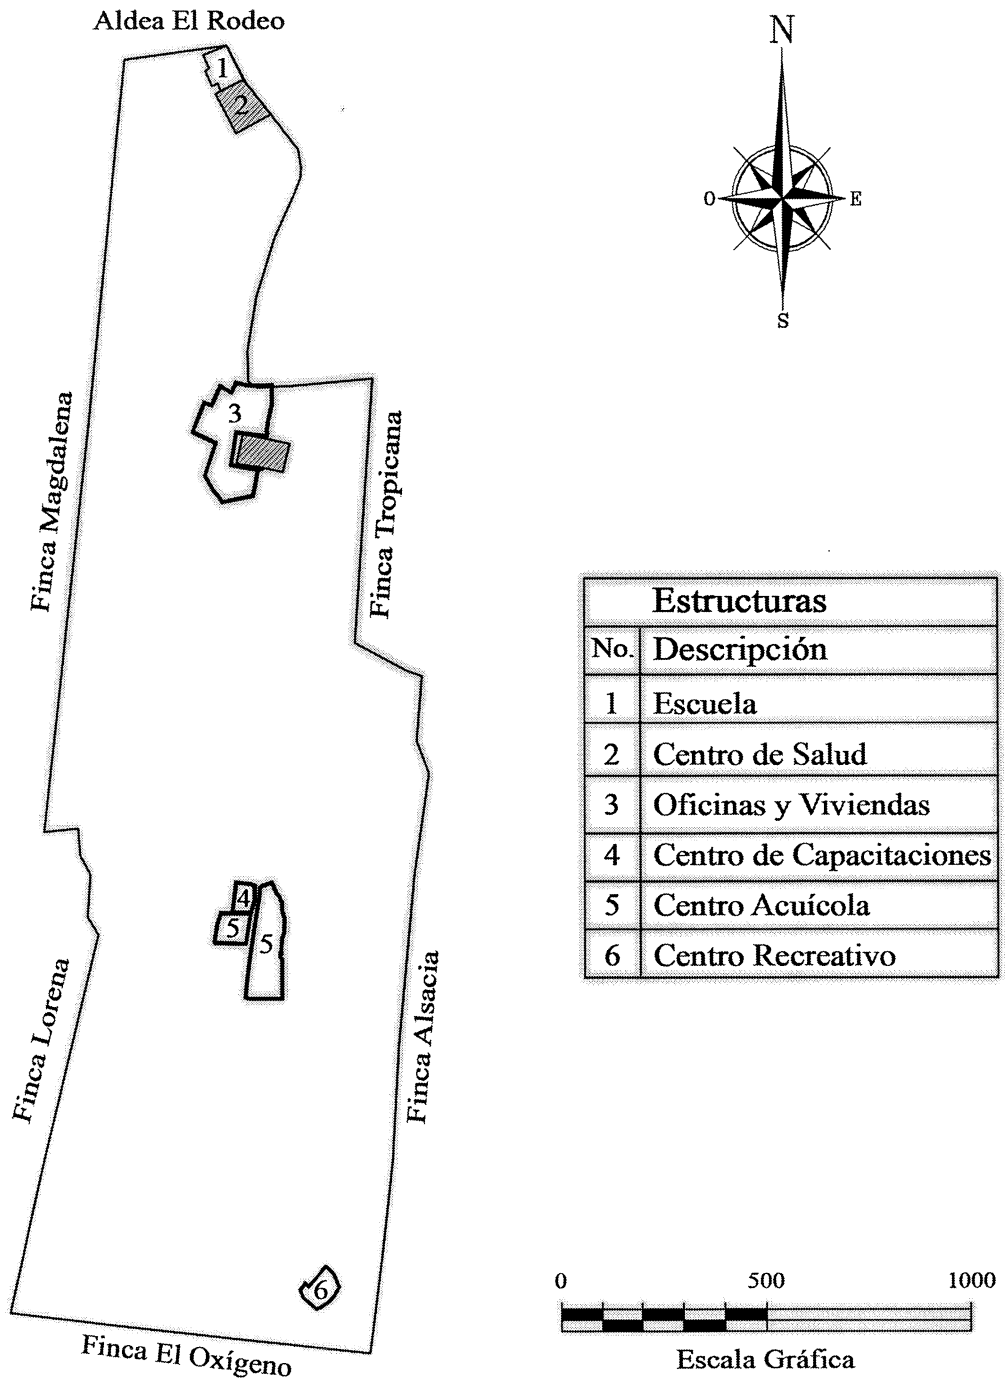 Aldea El Rodeo
N
O
E
S
1
2
3
Finca Magdalena
Finca Tropicana
4
5
5
Finca Lorena
Finca Alsacia
6
Finca El Oxígeno
Estructuras
No. Descripción
1 Escuela
2 Centro de Salud
3 Oficinas y Viviendas
4 Centro de Capacitaciones
5 Centro Acuícola
6 Centro Recreativo
0 500 1000
Escala Gráfica